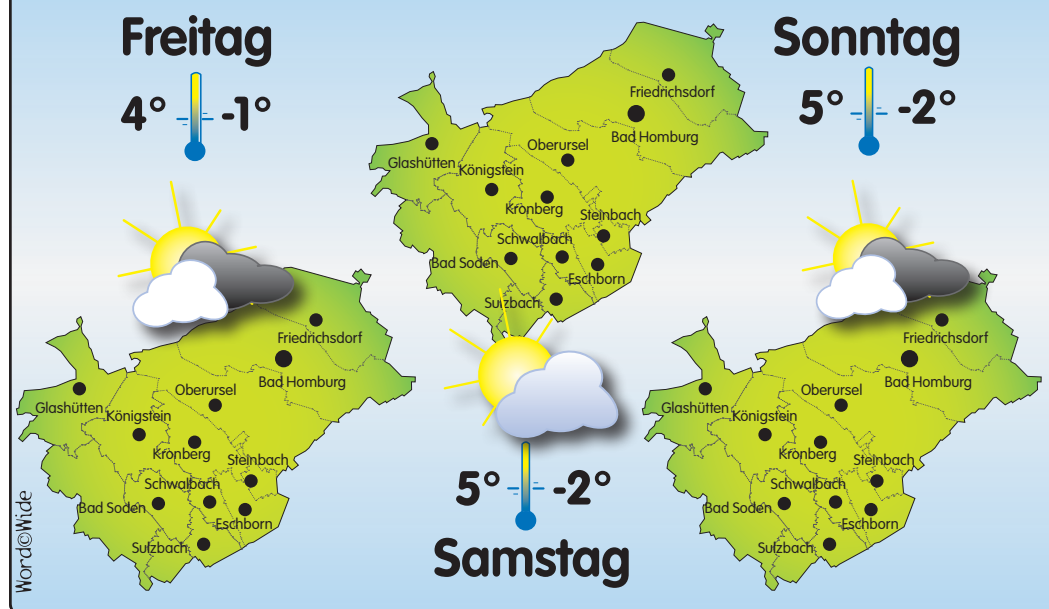 Freitag
4° -1°
Friedrichsdorf
Bad Homburg
Glashütten
Oberursel
Königstein
Kronberg
Steinbach
Schwalbach
Bad Soden
Eschborn
Sulzbach
Friedrichsdorf
Bad Homburg
Oberursel
Glashütten
Königstein
Kronberg
Steinbach
Schwalbach
Bad Soden
Eschborn
Sulzbach
5° -2°
Samstag
Sonntag
5° -2°
Friedrichsdorf
Bad Homburg
Glashütten
Oberursel
Königstein
Kronberg
Steinbach
Schwalbach
Bad Soden
Eschborn
Sulzbach
Word©Wide